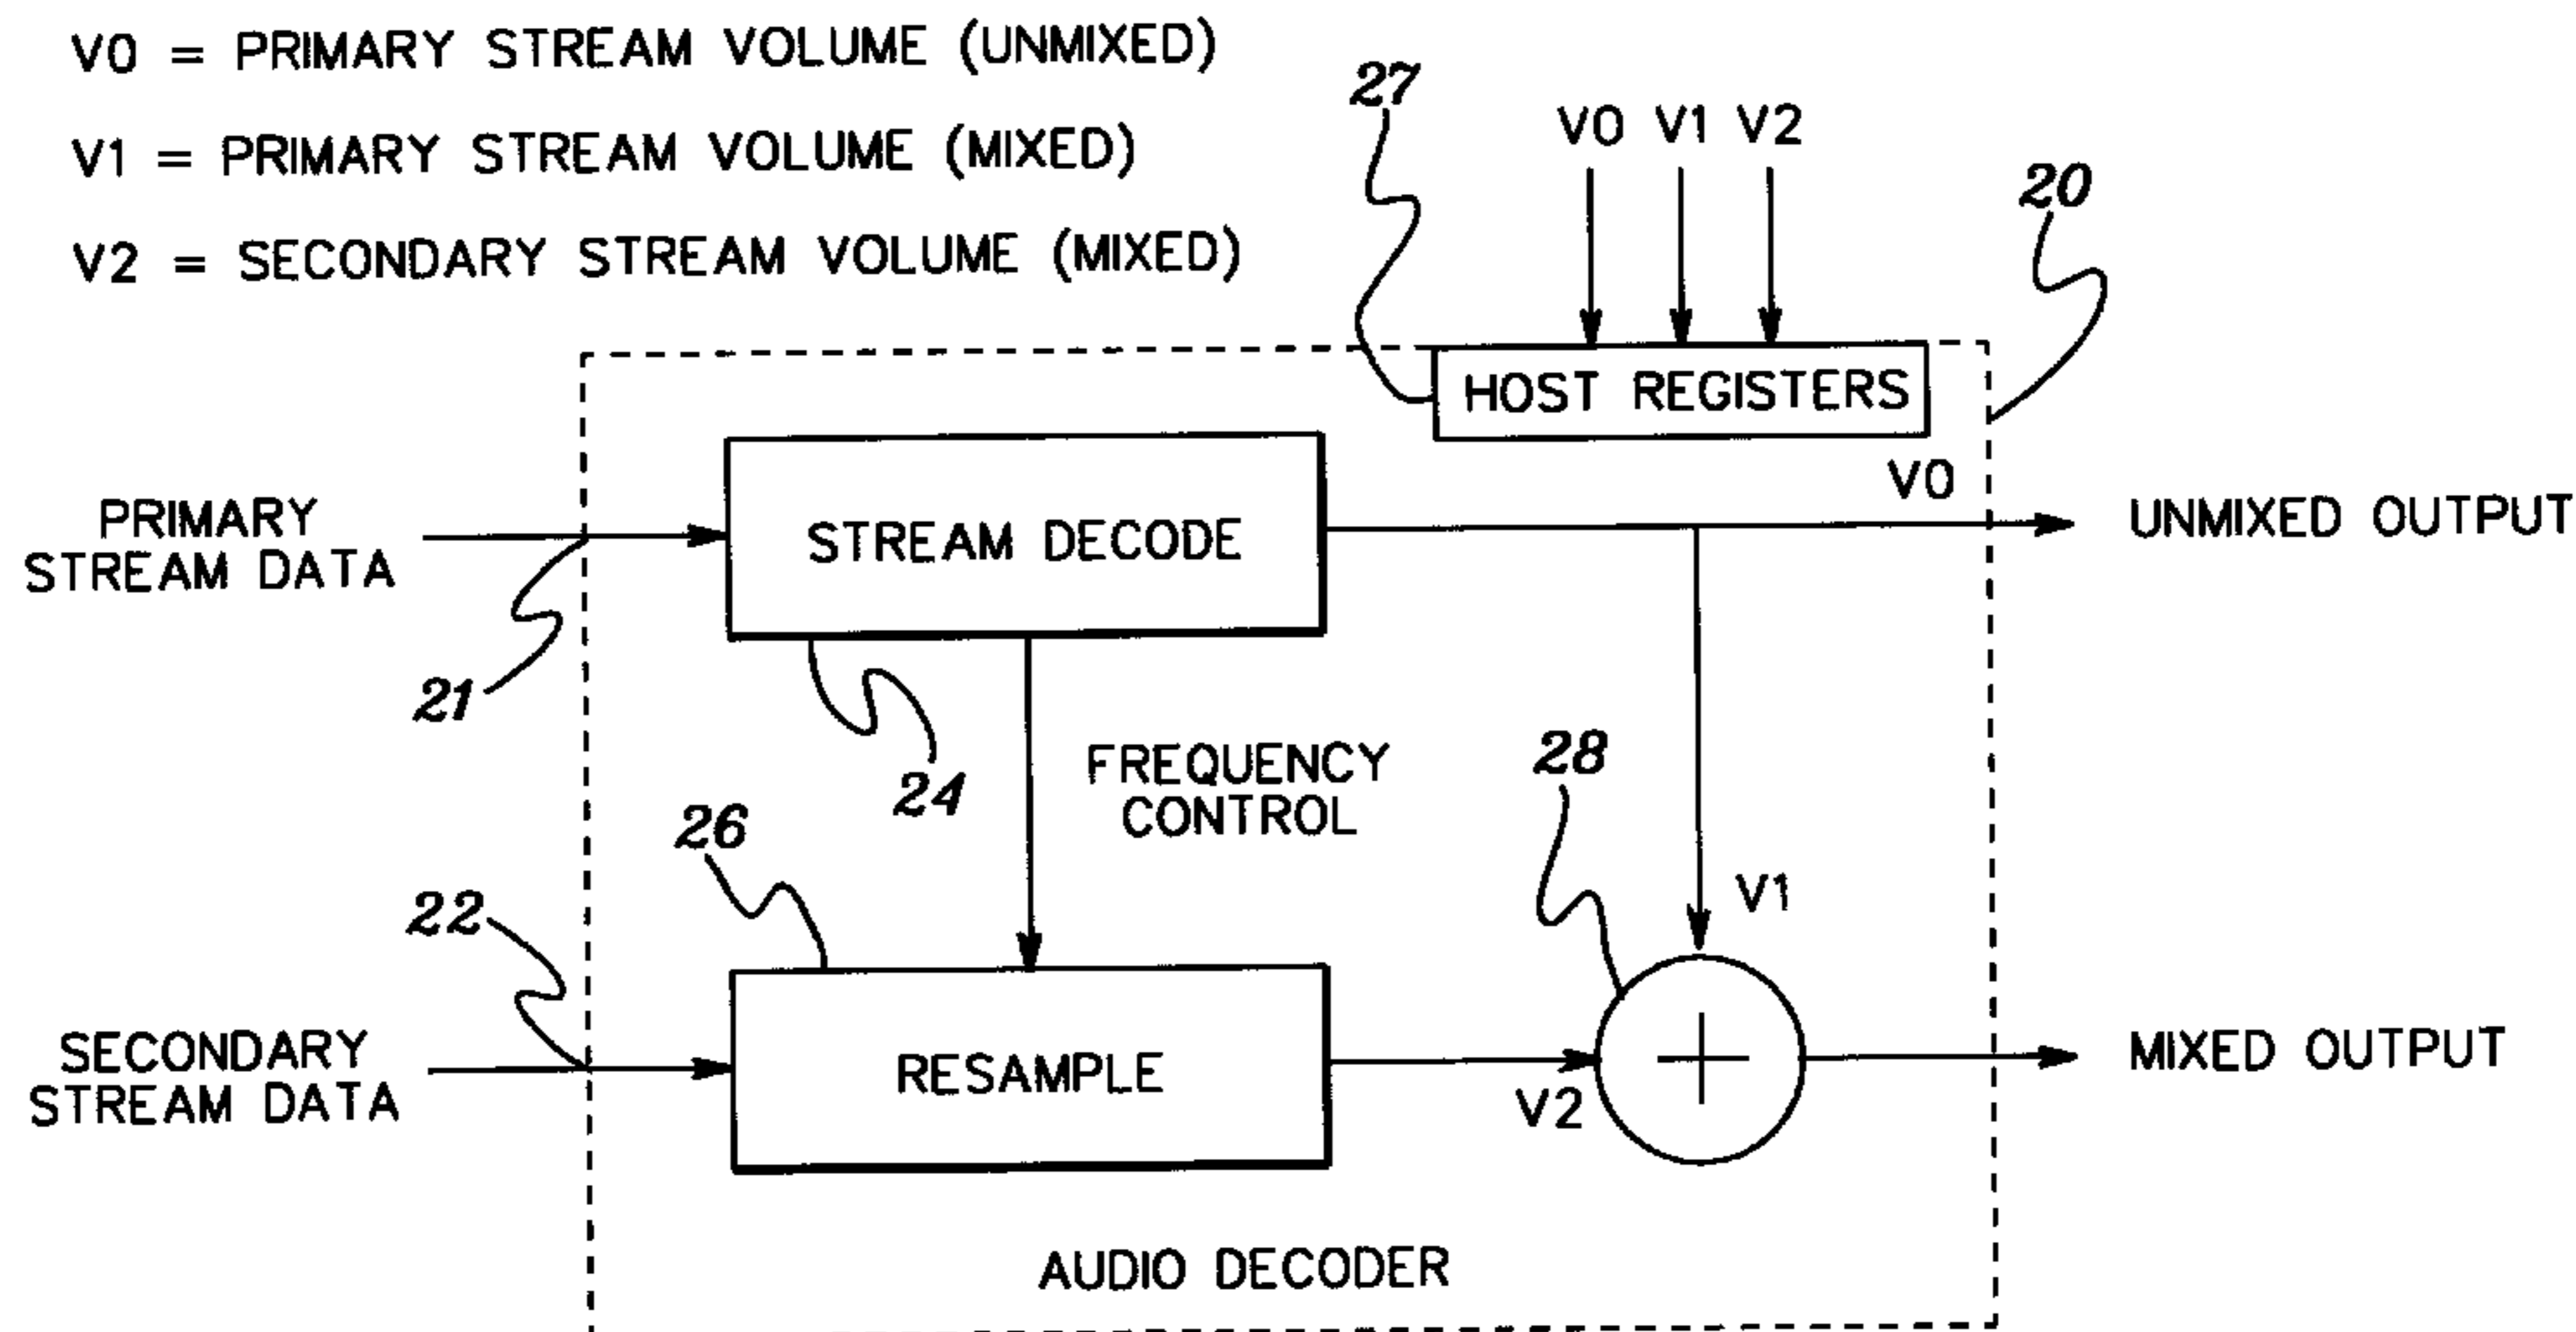 V0 = PRIMARY STREAM VOLUME (UNMIXED)
V1 = PRIMARY STREAM VOLUME (MIXED)
V2 = SECONDARY STREAM VOLUME (MIXED)
27
V0 V1 V2
20
HOST REGISTERS
V0
PRIMARY
STREAM DATA
STREAM DECODE
UNMIXED OUTPUT
21
24
FREQUENCY
CONTROL
28
26
22
V1
SECONDARY
STREAM DATA
RESAMPLE
V2
MIXED OUTPUT
AUDIO DECODER